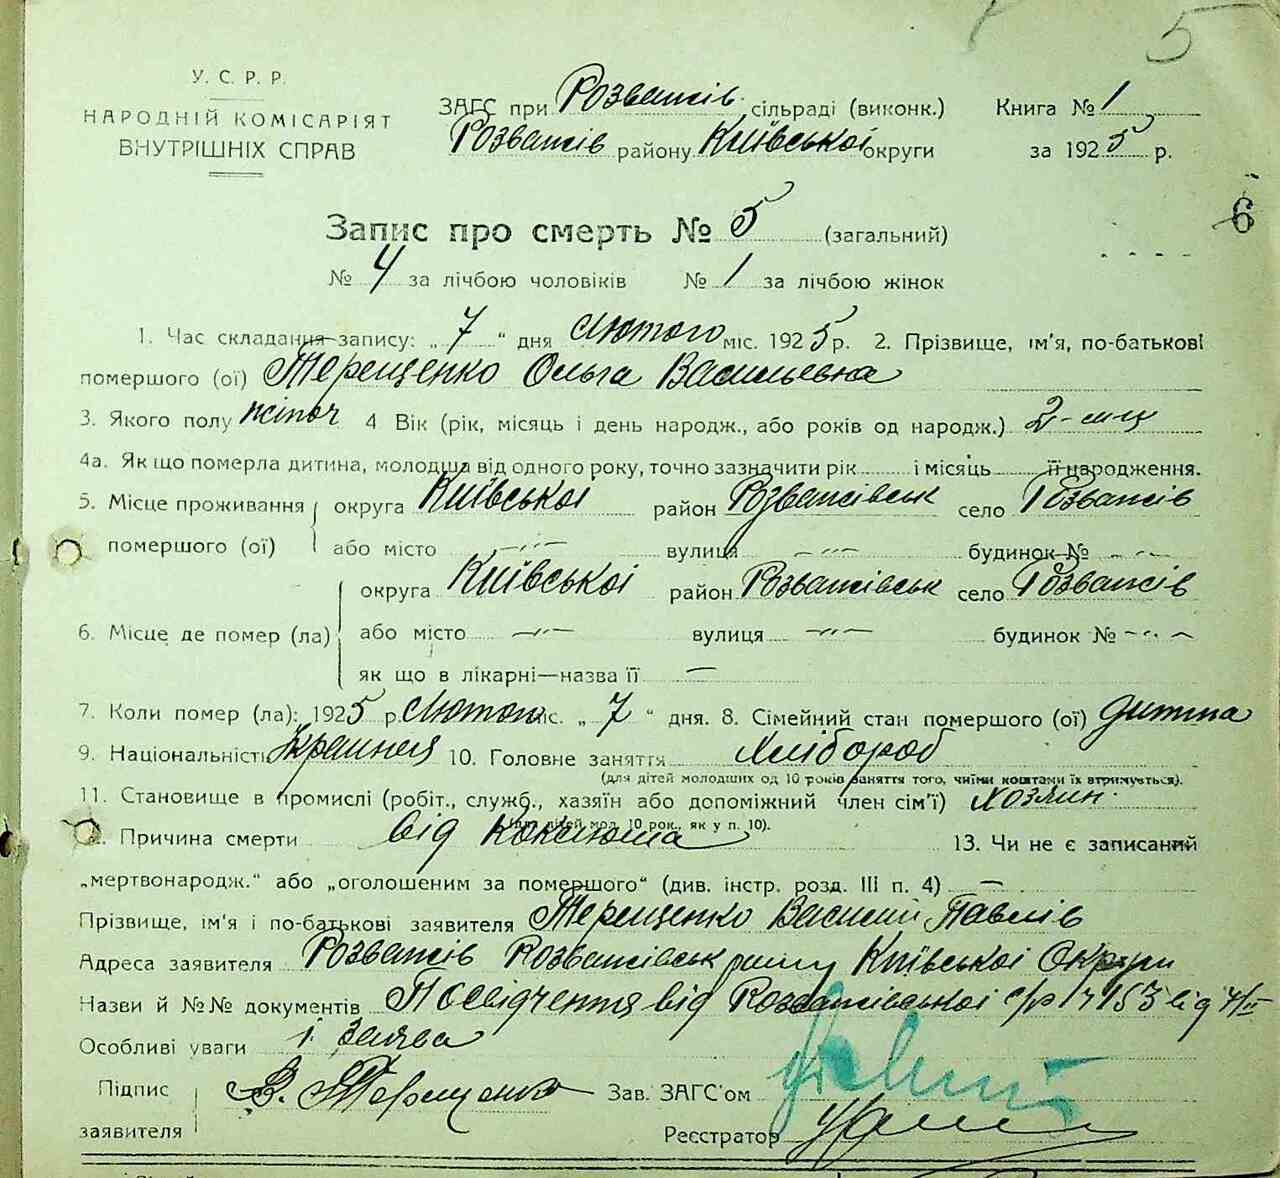 5
У. С. Р. Р.
НАРОДНІЙ КОМІСАРІЯТ
ВНУТРІШНІХ СПРАВ
ЗАГС при Розважів. сільраді (виконк.)
Розважів району Київської округи
Книга № 1
за 1925 р.
6
Запис про смерть № 5 (загальний)
№ 4 за лічбою чоловіків № 1 за лічбою жінок
1. Час складання запису: „ 7 “ дня Лютого міс. 1925 р. 2. Прізвище, ім'я, по-батькові
помершого (ої) Терещенко Ольга Васильевна
3. Якого полу жіноч 4 Вік (рік, місяць і день народж., або років од народж.) 2-
4а. Як що померла дитина, молодша від одного року, точно зазначити рік і місяць її народження.
5. Місце проживання округа Київської район Розважівськ село Розважів
помершого (ої) або місто -"- вулиця -"- будинок № -"-
округа Київської район Розважівськ село Розважів
6. Місце де помер (ла) або місто -"- вулиця -"- будинок № -"-
як що в лікарні—назва її —
7. Коли помер (ла): 1925 р. Лютого міс. „ 7 “ дня. 8. Сімейний стан помершого (ої) дитина
9. Національність 10. Головне заняття Хлібороб
(для дітей молодших од 10 років заняття того, чиїми коштами їх втримується).
11. Становище в промислі (робіт., служб., хазяїн або допоміжний член сім'ї) Хозяин.
(для дітей мол. 10 рок., як у п. 10).
Причина смерти від Коклюша 13. Чи не є записаний
„мертвонародж.“ або „оголошеним за помершого“ (див. інстр. розд. III п. 4) —
Прізвище, ім'я і по-батькові заявителя Терещенко Василий Павлів
Адреса заявителя Розважів Розважівськ Київської Округи
Назви й №№ документів Посвідчення від Розважівської с/р № 153 від 7/II
Особливі уваги і Заява
Підпис
заявителя В. Терещенко
Зав. ЗАГС'ом
Реєстратор